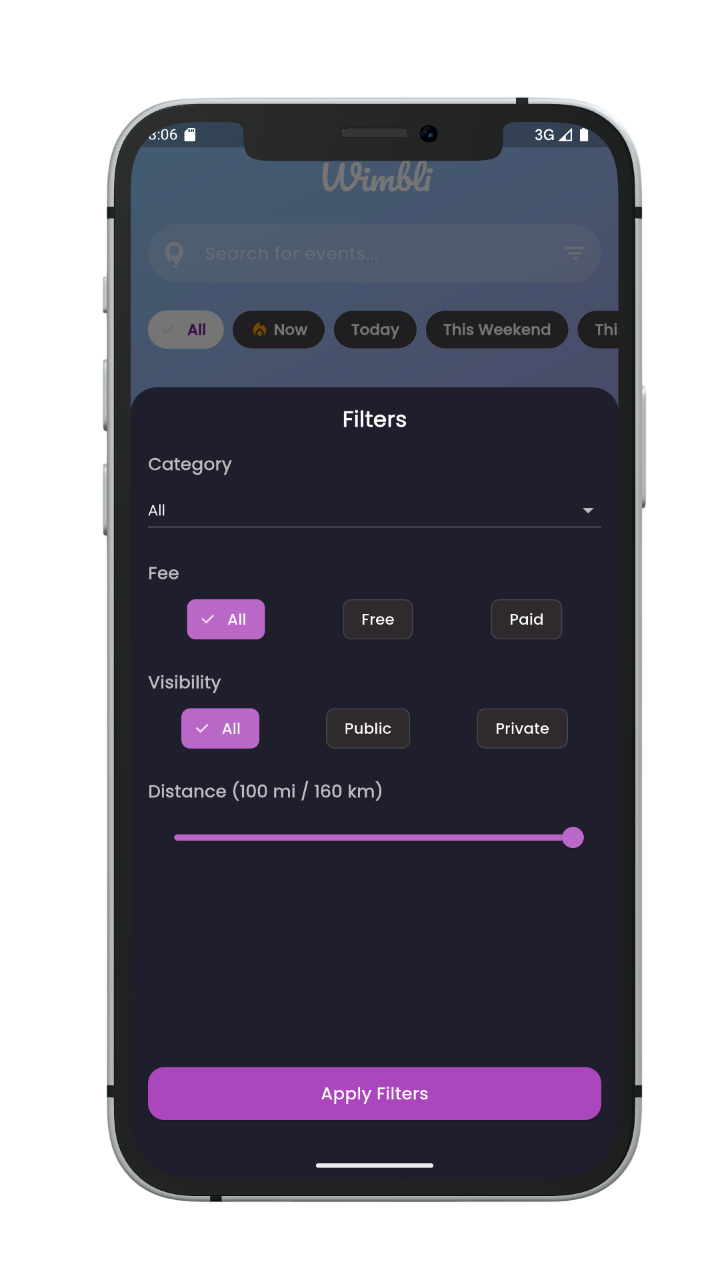 :06 3G
Wimbli
Search for events...
All Now Today This Weekend Thi
Filters
Category
All
Fee
All Free Paid
Visibility
All Public Private
Distance (100 mi / 160 km)
Apply Filters